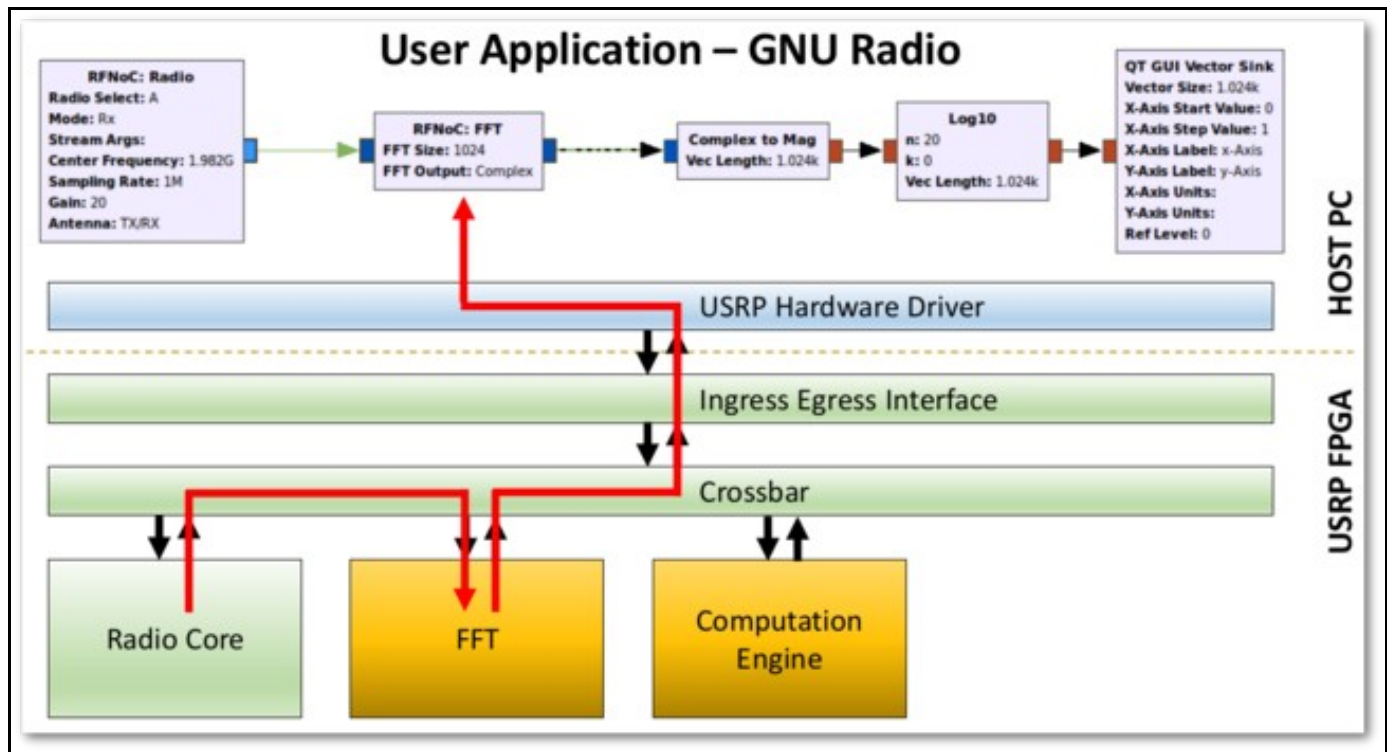 User Application – GNU Radio
RFNoC: Radio
Radio Select: A
Mode: Rx
Stream Args:
Center Frequency: 1.982G
Sampling Rate: 1M
Gain: 20
Antenna: TX/RX
RFNoC: FFT
FFT Size: 1024
FFT Output: Complex
Complex to Mag
Vec Length: 1.024k
Log10
n: 20
k: 0
Vec Length: 1.024k
QT GUI Vector Sink
Vector Size: 1.024k
X-Axis Start Value: 0
X-Axis Step Value: 1
X-Axis Label: x-Axis
Y-Axis Label: y-Axis
X-Axis Units:
Y-Axis Units:
Ref Level: 0
HOST PC
USRP Hardware Driver
Ingress Egress Interface
Crossbar
USRP FPGA
Radio Core
FFT
Computation
Engine